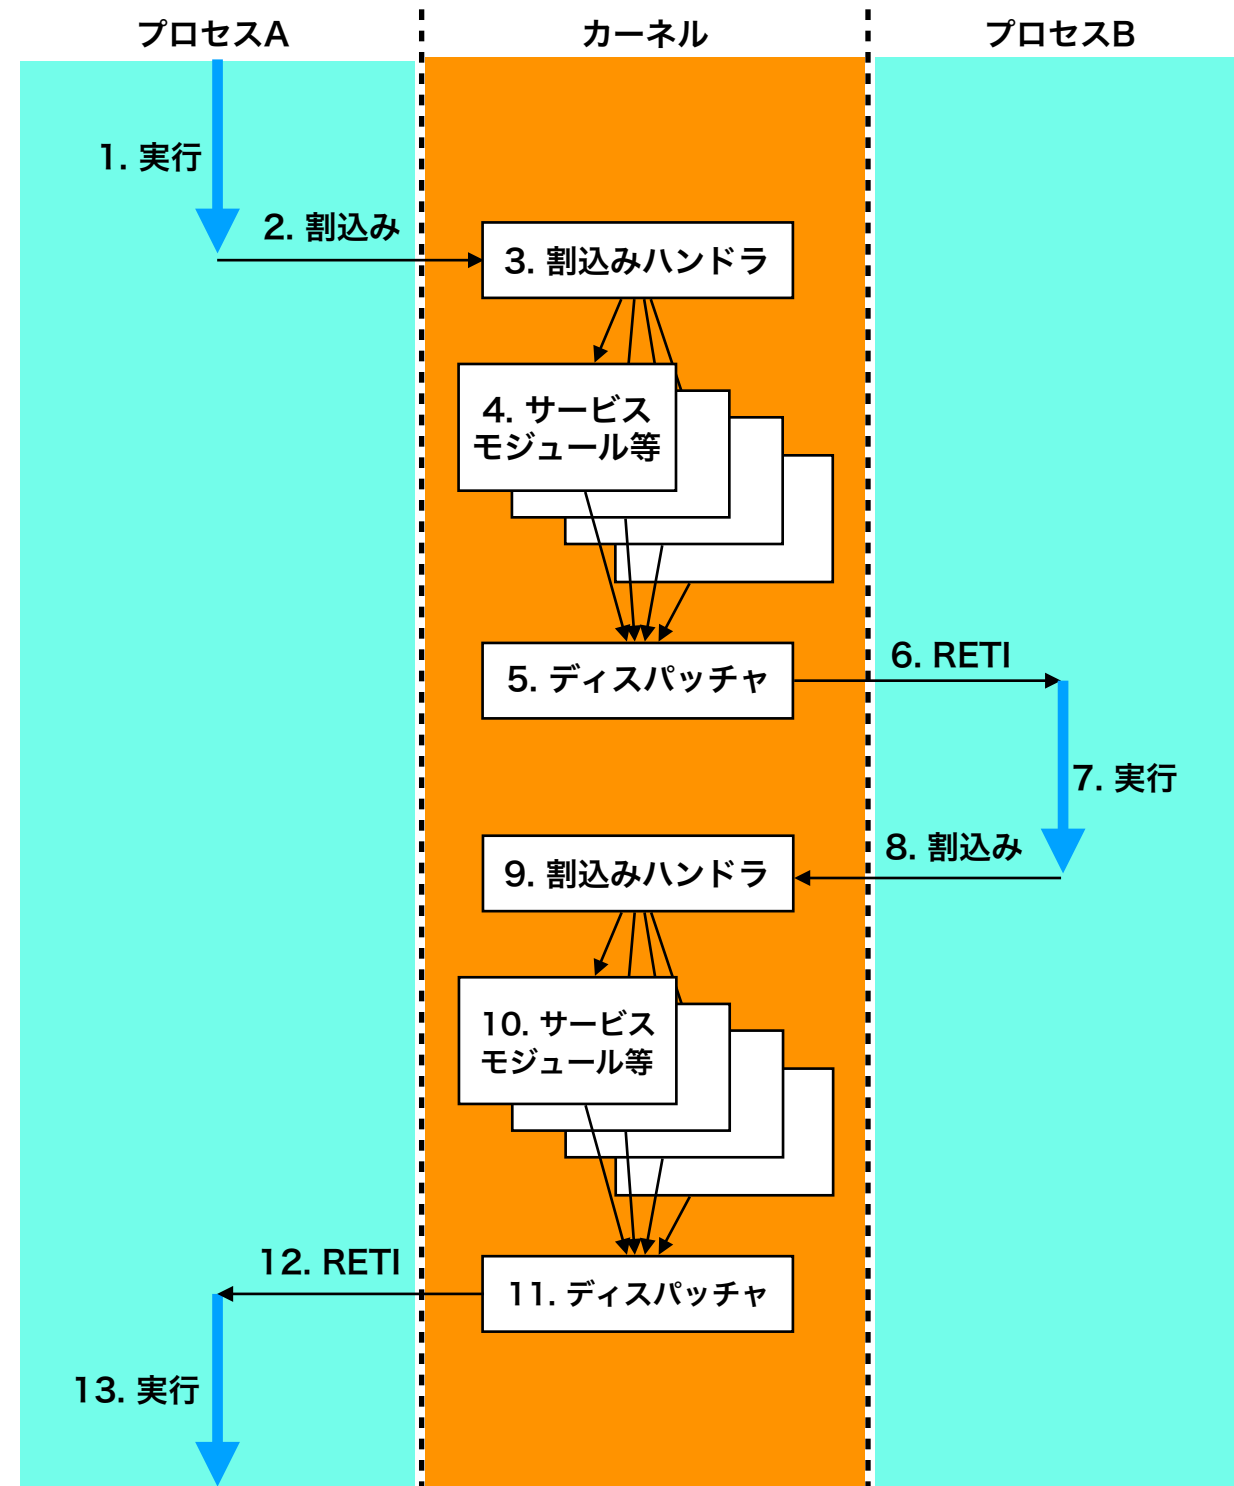 プロセスA
カーネル
プロセスB
1. 実行
2. 割込み
3. 割込みハンドラ
4. サービス
モジュール等
5. ディスパッチャ
6. RETI
7. 実行
8. 割込み
9. 割込みハンドラ
10. サービス
モジュール等
11. ディスパッチャ
12. RETI
13. 実行